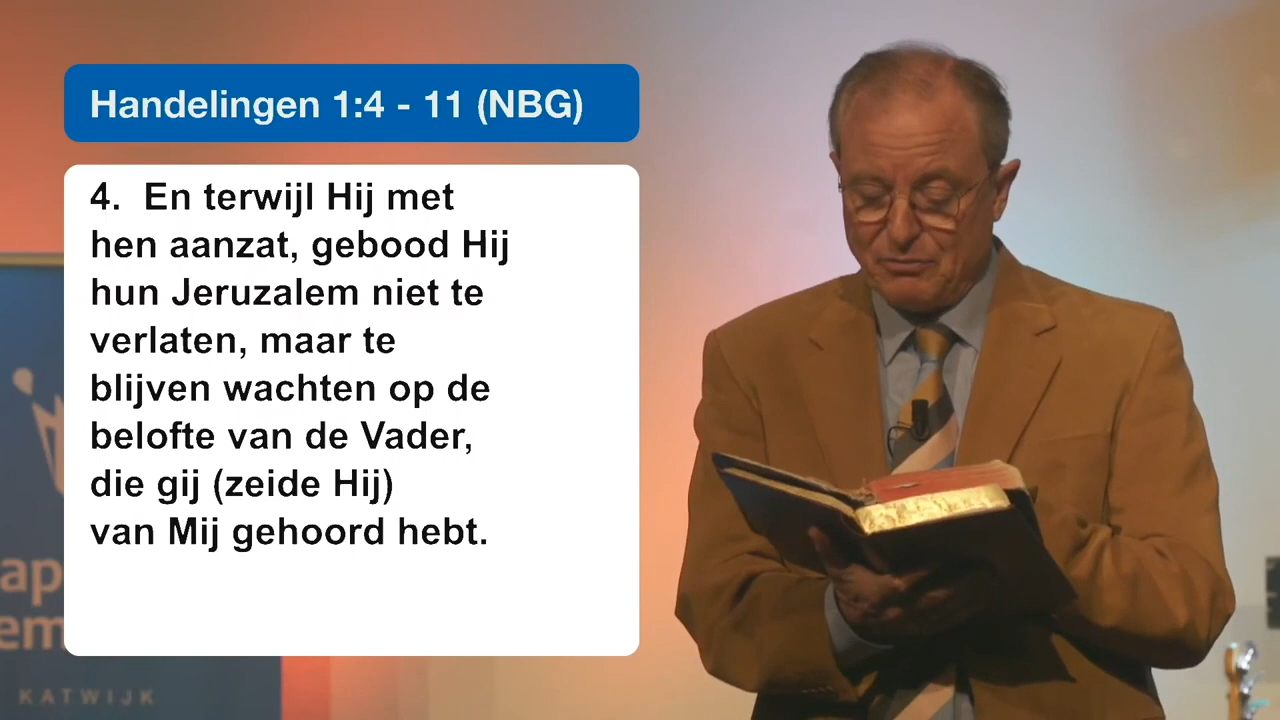 Handelingen 1:4 - 11 (NBG)
4. En terwijl Hij met
hen aanzat, gebood Hij
hun Jeruzalem niet te
verlaten, maar te
blijven wachten op de
belofte van de Vader,
die gij (zeide Hij)
van Mij gehoord hebt.
ap
em
KATWIJK